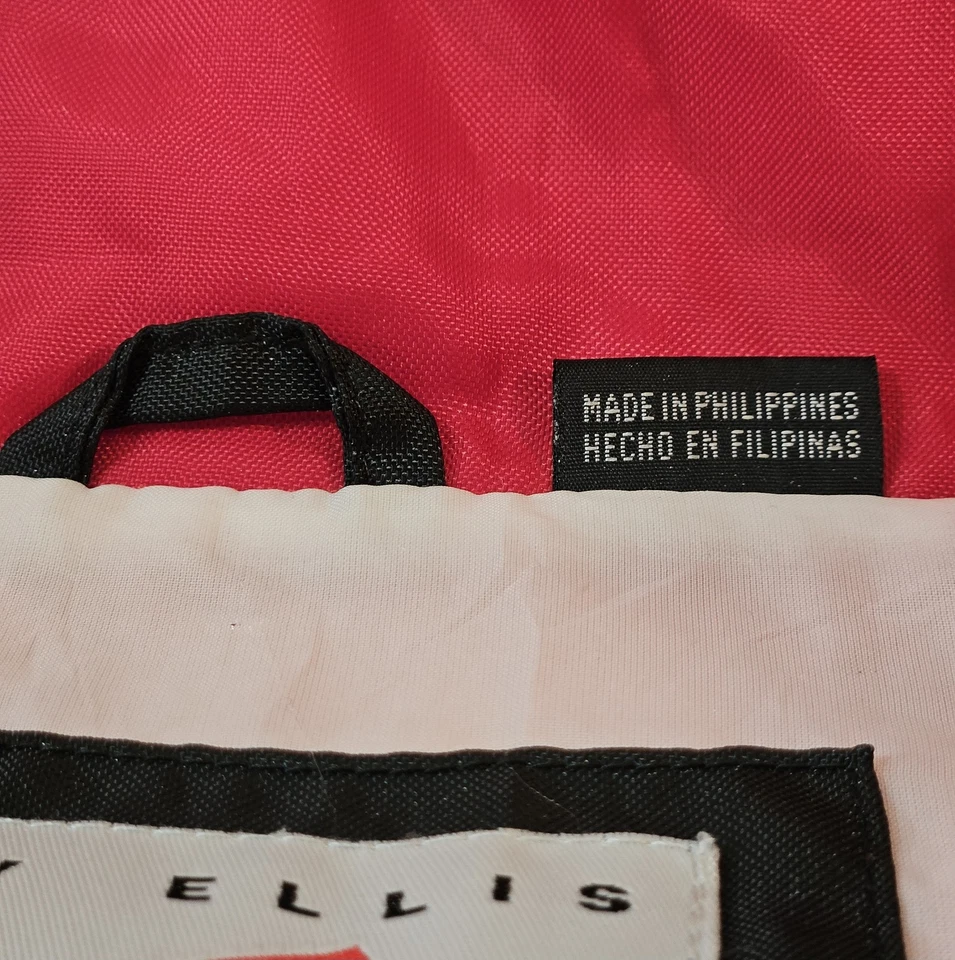 MADE IN PHILIPPINES
HECHO EN FILIPINAS
Y ELLIS